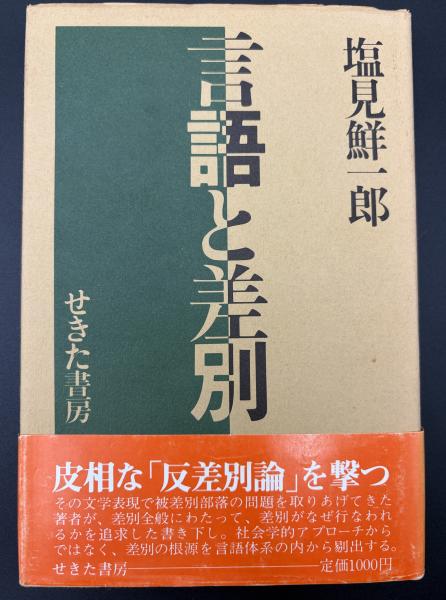 塩見鮮一郎
言語と差別
せきた書房
皮相な「反差別論」を撃つ
その文学表現で被差別部落の問題を取りあげてきた
著者が、差別全般にわたって、差別がなぜ行なわれ
るかを追求した書き下し。社会学的アプローチから
ではなく、差別の根源を言語体系の内から剔出する。
せきた書房――――定価1000円